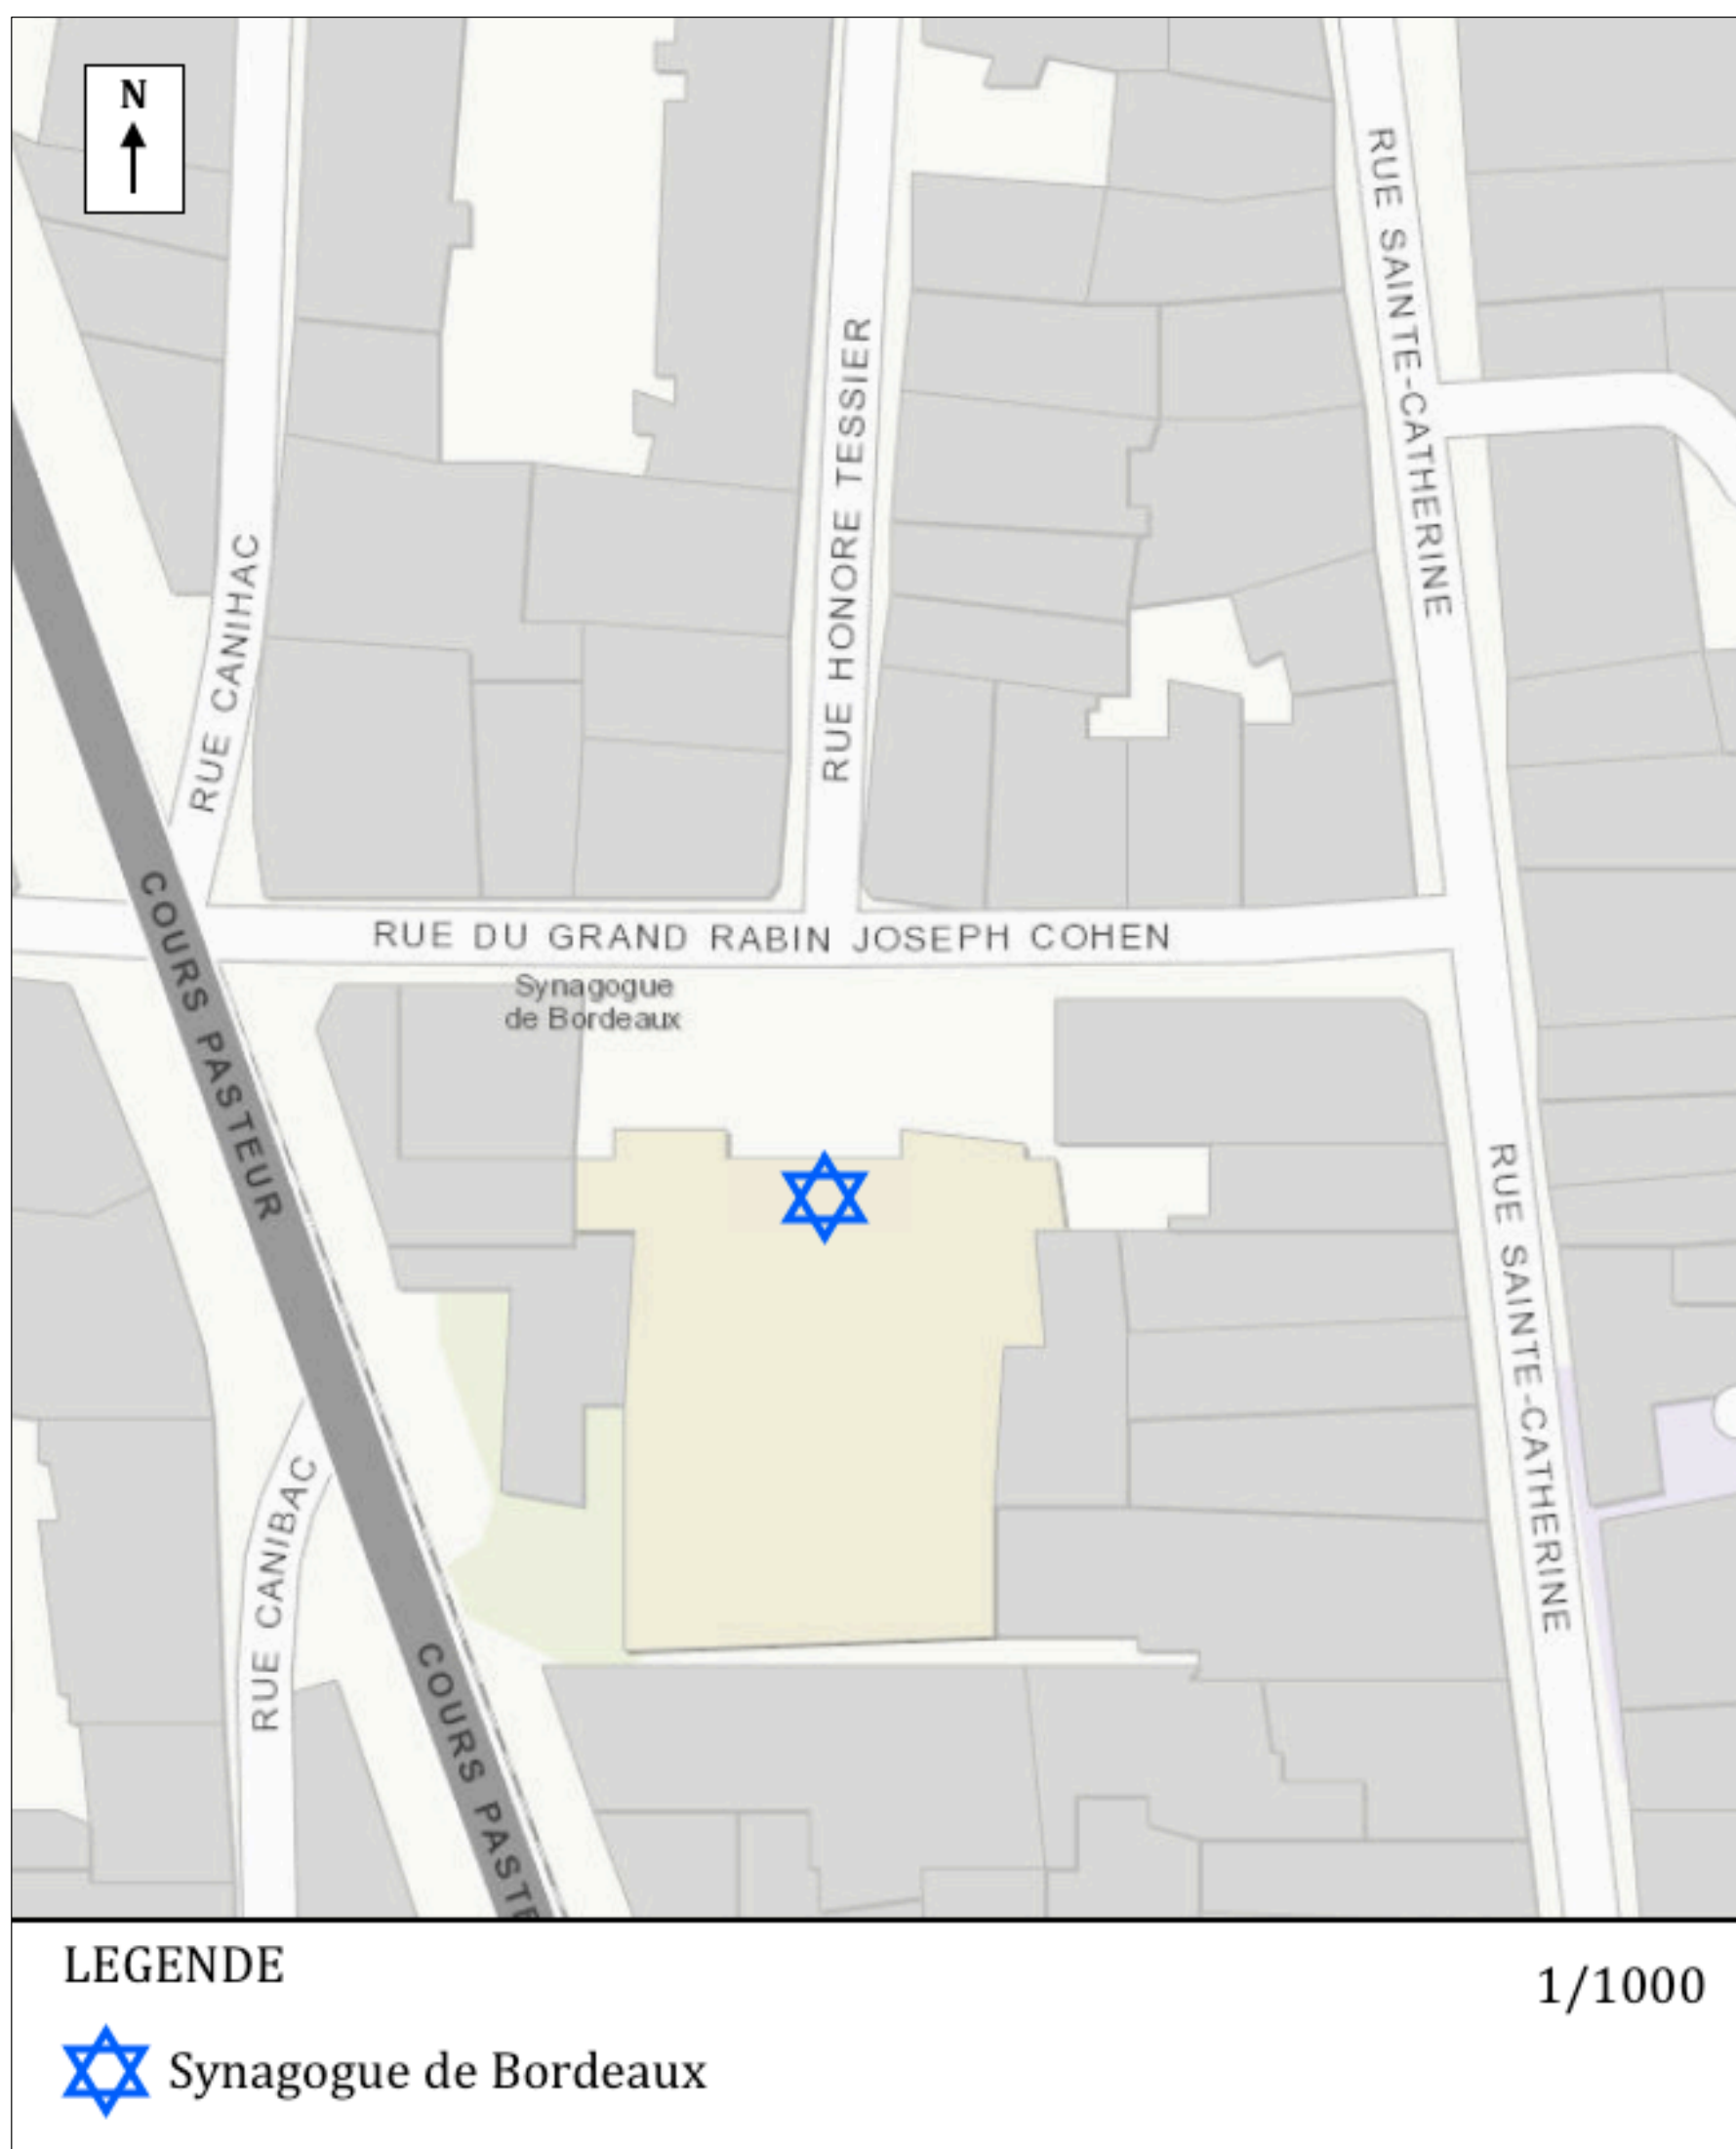 N
RUE SAINTE-CATHERINE
RUE HONORE TESSIER
RUE CANIHAC
COURS PASTEUR
RUE DU GRAND RABIN JOSEPH COHEN
Synagogue
de Bordeaux
RUE SAINTE-CATHERINE
RUE CANIBAC
COURS PASTE
LEGENDE
1/1000
Synagogue de Bordeaux